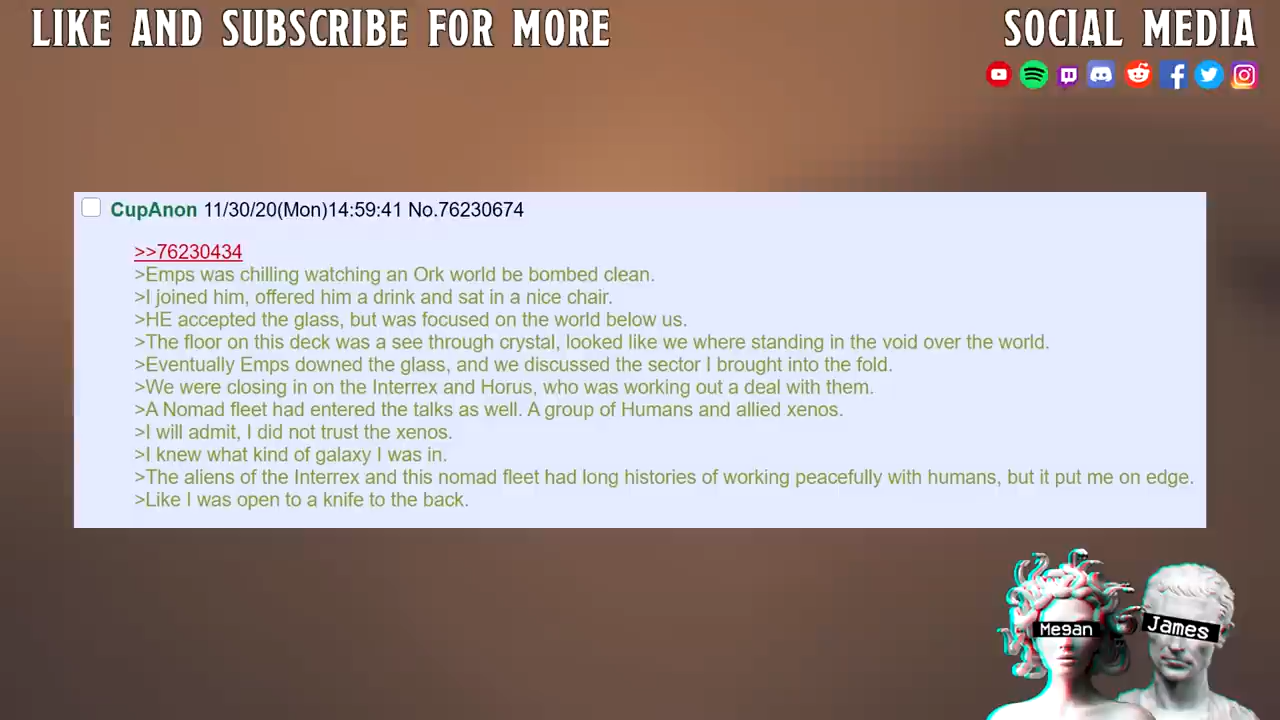 LIKE AND SUBSCRIBE FOR MORE
SOCIAL MEDIA
CupAnon 11/30/20(Mon)14:59:41 No.76230674
>>76230434
>Emps was chilling watching an Ork world be bombed clean.
>I joined him, offered him a drink and sat in a nice chair.
>HE accepted the glass, but was focused on the world below us.
>The floor on this deck was a see through crystal, looked like we where standing in the void over the world.
>Eventually Emps downed the glass, and we discussed the sector I brought into the fold.
>We were closing in on the Interrex and Horus, who was working out a deal with them.
>A Nomad fleet had entered the talks as well. A group of Humans and allied xenos.
>I will admit, I did not trust the xenos.
>I knew what kind of galaxy I was in.
>The aliens of the Interrex and this nomad fleet had long histories of working peacefully with humans, but it put me on edge.
>Like I was open to a knife to the back.
Megan
James